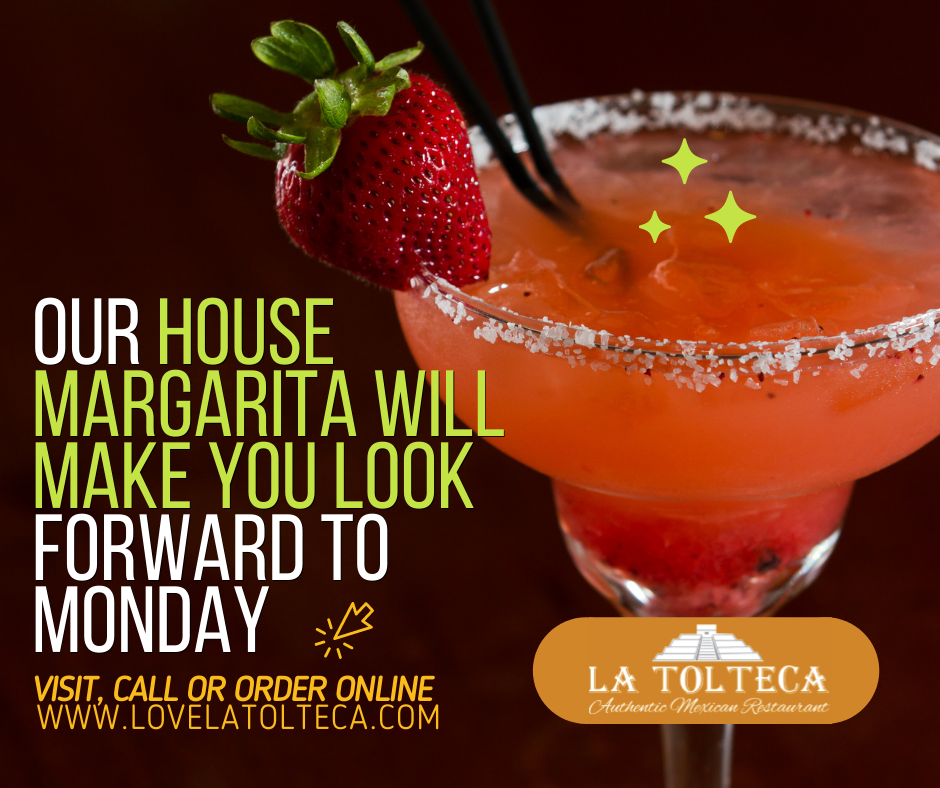 OUR HOUSE
MARGARITA WILL
MAKE YOU LOOK
FORWARD TO
MONDAY
VISIT, CALL OR ORDER ONLINE
WWW.LOVELATOLTECA.COM
LA TOLTECA
Authentic Mexican Restaurant